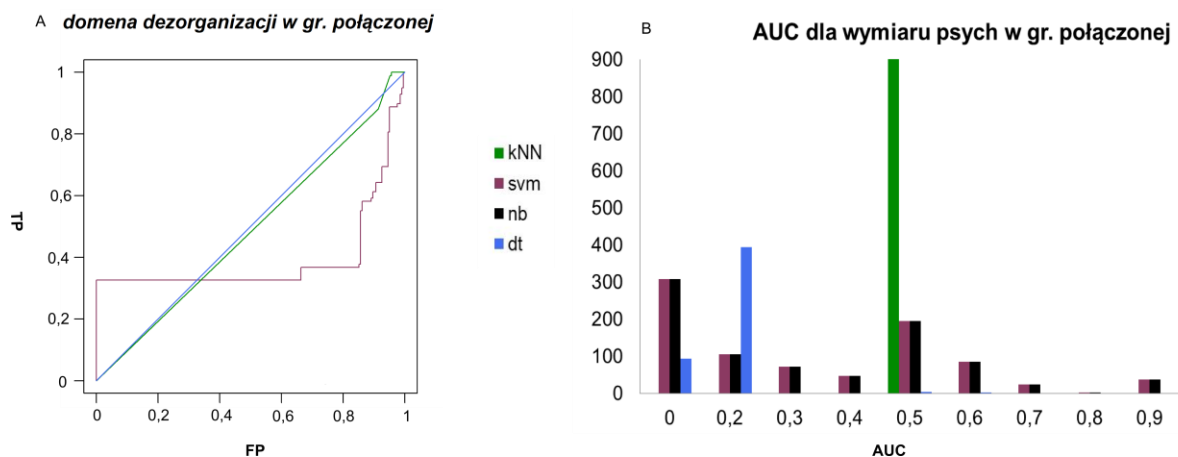 A
domena dezorganizacji w gr. połączonej
1
0,8
0,6
0,4
0,2
0
TP
0
0,2
0,4
0,6
0,8
1
FP
kNN
svm
nb
dt
B
AUC dla wymiaru psych w gr. połączonej
900
800
700
600
500
400
300
200
100
0
0
0,2
0,3
0,4
0,5
0,6
0,7
0,8
0,9
AUC